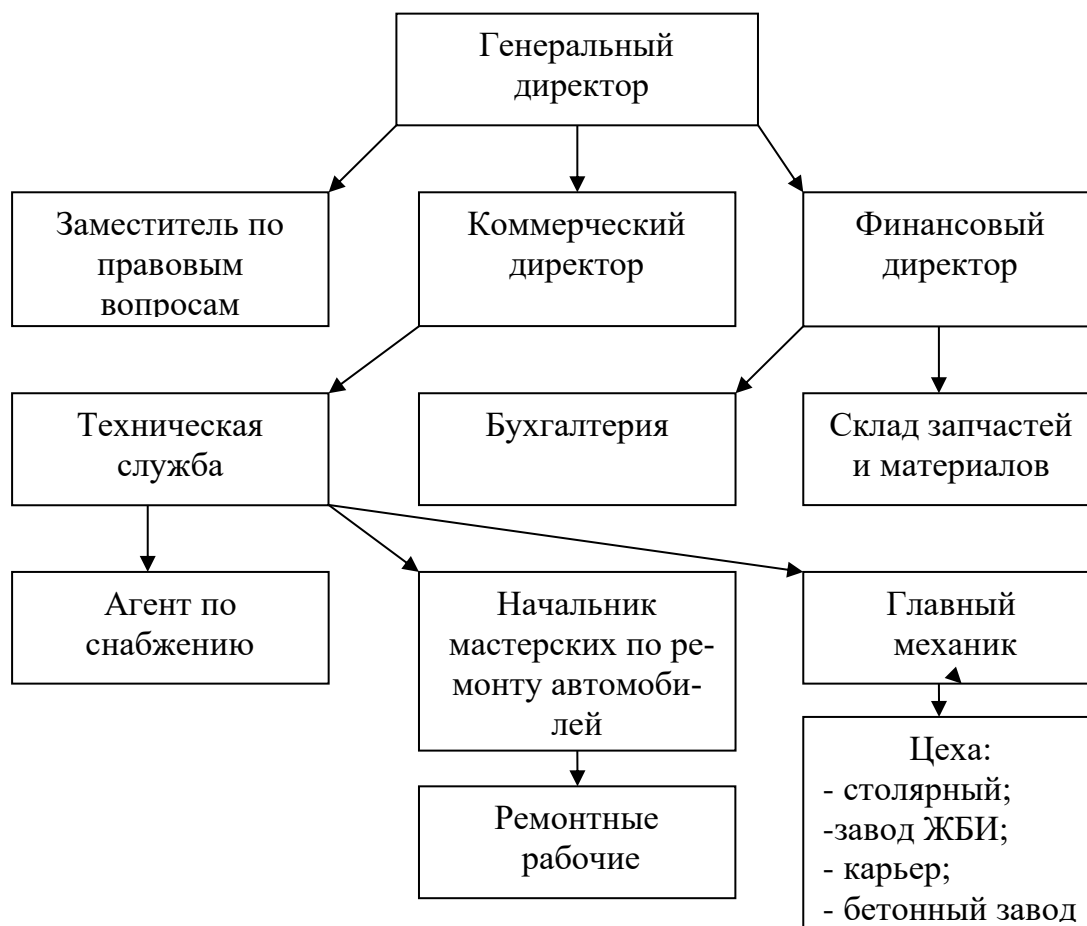 Генеральный
директор
Заместитель по
правовым
вопросам
Коммерческий
директор
Финансовый
директор
Техническая
служба
Бухгалтерия
Склад запчастей
и материалов
Агент по
снабжению
Начальник
мастерских по ре-
монту автомоби-
лей
Главный
механик
Ремонтные
рабочие
Цеха:
- столярный;
-завод ЖБИ;
- карьер;
- бетонный завод